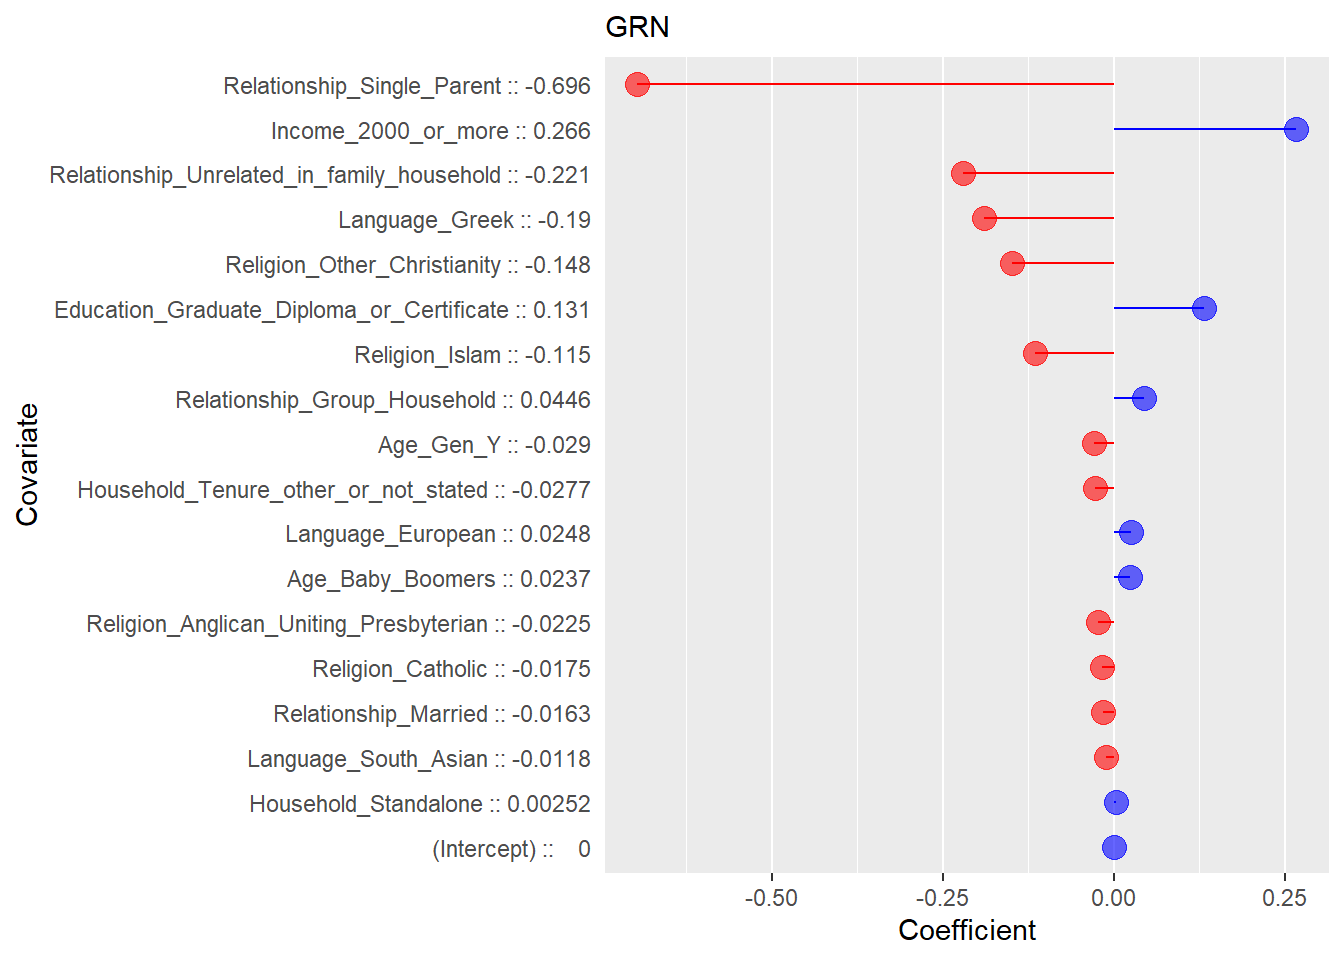 GRN
Relationship_Single_Parent :: -0.696
Income_2000_or_more :: 0.266
Relationship_Unrelated_in_family_household :: -0.221
Language_Greek :: -0.19
Religion_Other_Christianity :: -0.148
Education_Graduate_Diploma_or_Certificate :: 0.131
Religion_Islam :: -0.115
Relationship_Group_Household :: 0.0446
Age_Gen_Y :: -0.029
Household_Tenure_other_or_not_stated :: -0.0277
Language_European :: 0.0248
Age_Baby_Boomers :: 0.0237
Religion_Anglican_Uniting_Presbyterian :: -0.0225
Religion_Catholic :: -0.0175
Relationship_Married :: -0.0163
Language_South_Asian :: -0.0118
Household_Standalone :: 0.00252
(Intercept) ::    0
Covariate
-0.50 -0.25 0.00 0.25
Coefficient